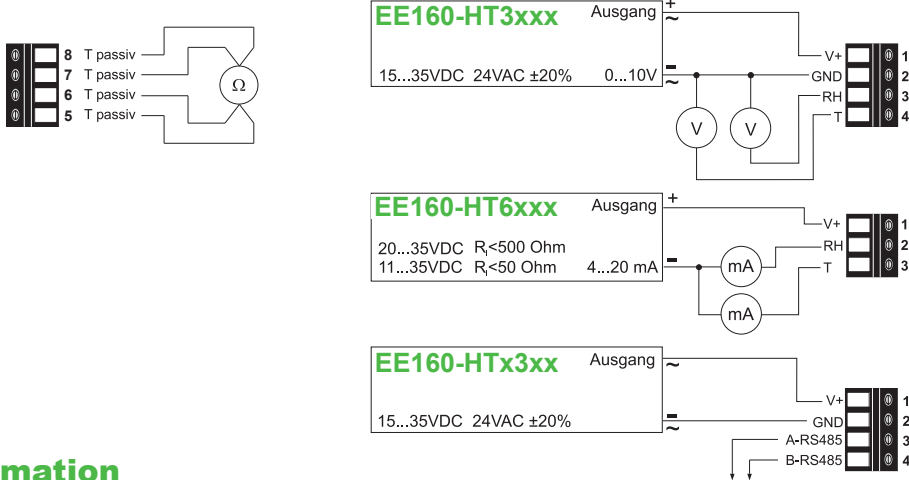 8 T passiv
7 T passiv
6 T passiv
5 T passiv
Ω
EE160-HT3xxx Ausgang + ~
15...35VDC 24VAC ±20% 0...10V - ~
V V
V+ 1
GND 2
RH 3
T 4
EE160-HT6xxx Ausgang +
20...35VDC RI<500 Ohm
11...35VDC RI<50 Ohm 4...20 mA -
mA
mA
V+ 1
RH 2
T 3
EE160-HTx3xx Ausgang ~
15...35VDC 24VAC ±20% - ~
V+ 1
GND 2
A-RS485 3
B-RS485 4
mation